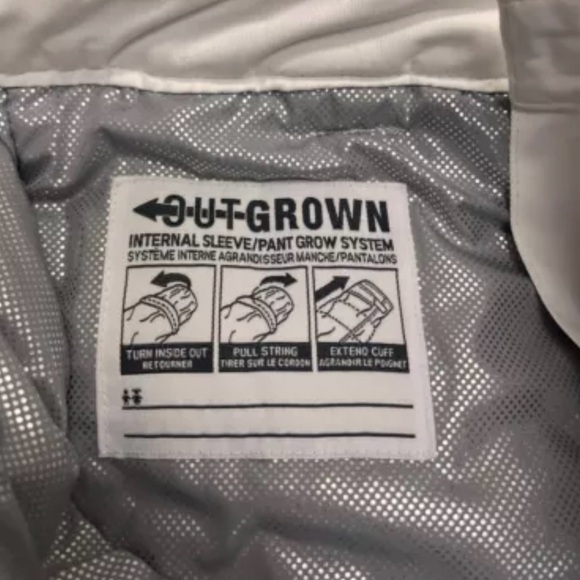 OUTGROWN
INTERNAL SLEEVE/PANT GROW SYSTEM
SYSTÈME INTERNE AGRANDISSEUR MANCHE/PANTALONS
TURN INSIDE OUT
RETOURNER
PULL STRING
TIRER SUR LE CORDON
EXTEND CUFF
AGRANDIR LE POIGNET